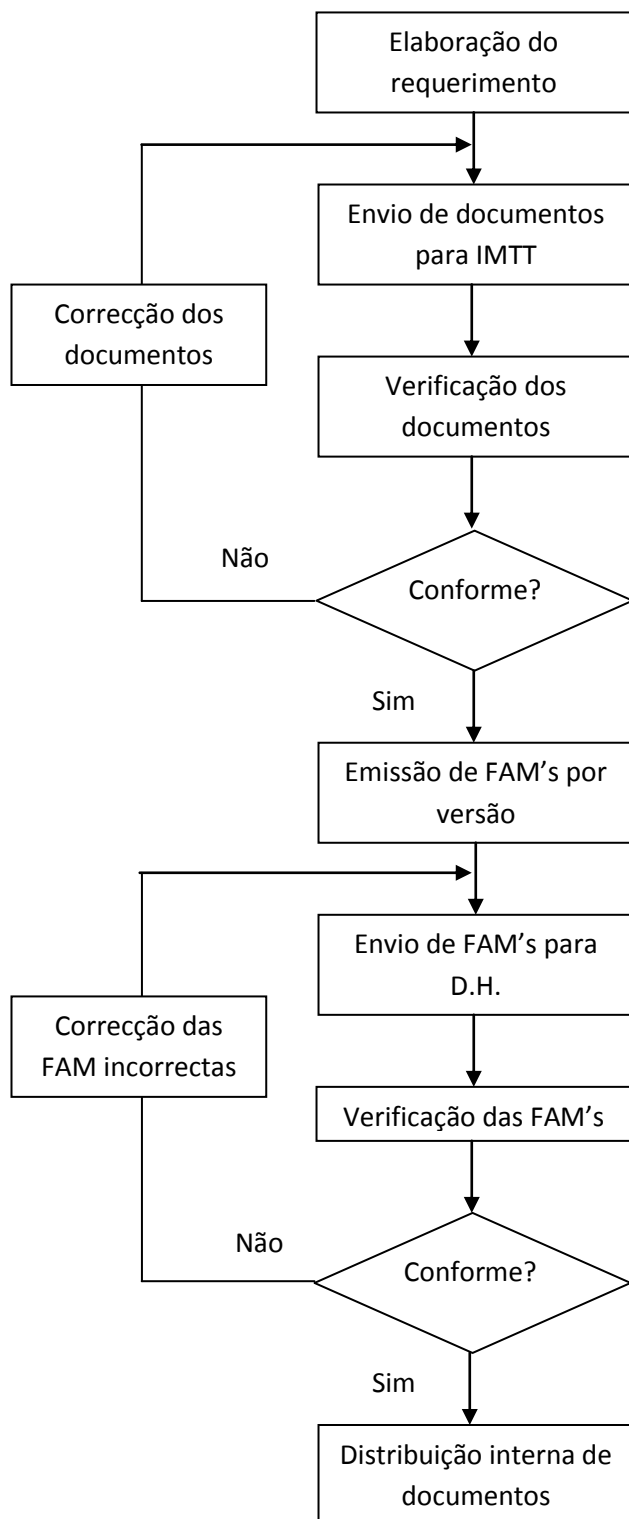 Elaboração do
requerimento
Envio de documentos
para IMTT
Correcção dos
documentos
Verificação dos
documentos
Não
Conforme?
Sim
Emissão de FAM’s por
versão
Envio de FAM’s para
D.H.
Correcção das
FAM incorrectas
Verificação das FAM’s
Não
Conforme?
Sim
Distribuição interna de
documentos